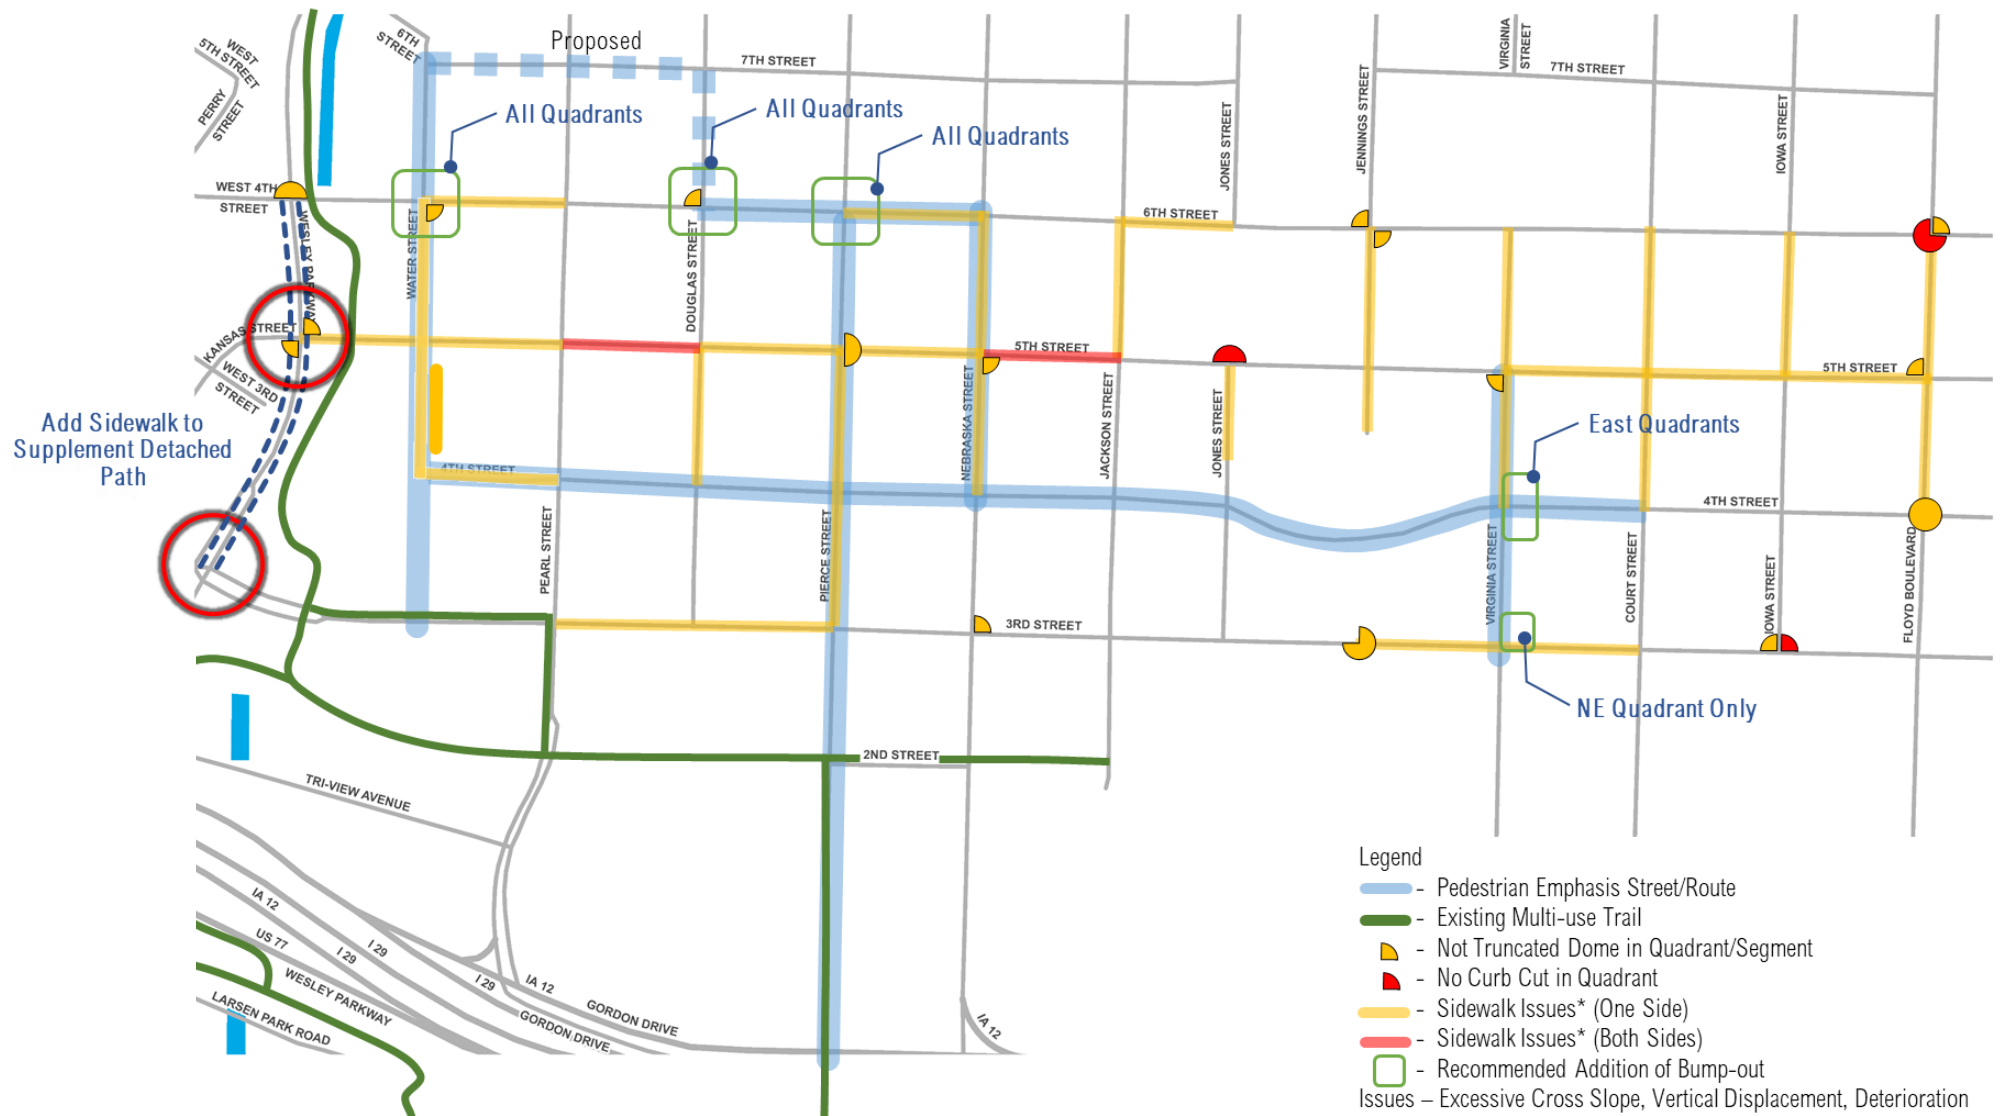 6TH
STREET
Proposed
7TH STREET
VIRGINIA
STREET
7TH STREET
WEST
5TH STREET
PERRY
STREET
All Quadrants
All Quadrants
All Quadrants
JONES STREET
JENNINGS STREET
IOWA STREET
WEST 4TH
STREET
WESLEY PARKWAY
WATER STREET
DOUGLAS STREET
6TH STREET
KANSAS STREET
WEST 3RD
STREET
5TH STREET
5TH STREET
NEBRASKA STREET
JACKSON STREET
JONES STREET
Add Sidewalk to
Supplement Detached
Path
East Quadrants
4TH STREET
4TH STREET
PEARL STREET
PIERCE STREET
VIRGINIA STREET
COURT STREET
IOWA STREET
FLOYD BOULEVARD
3RD STREET
NE Quadrant Only
2ND STREET
TRI-VIEW AVENUE
IA 12
US 77
I 29
I 29
WESLEY PARKWAY
LARSEN PARK ROAD
I 29
IA 12
GORDON DRIVE
GORDON DRIVE
IA 12
Legend
- Pedestrian Emphasis Street/Route
- Existing Multi-use Trail
- Not Truncated Dome in Quadrant/Segment
- No Curb Cut in Quadrant
- Sidewalk Issues* (One Side)
- Sidewalk Issues* (Both Sides)
- Recommended Addition of Bump-out
Issues – Excessive Cross Slope, Vertical Displacement, Deterioration